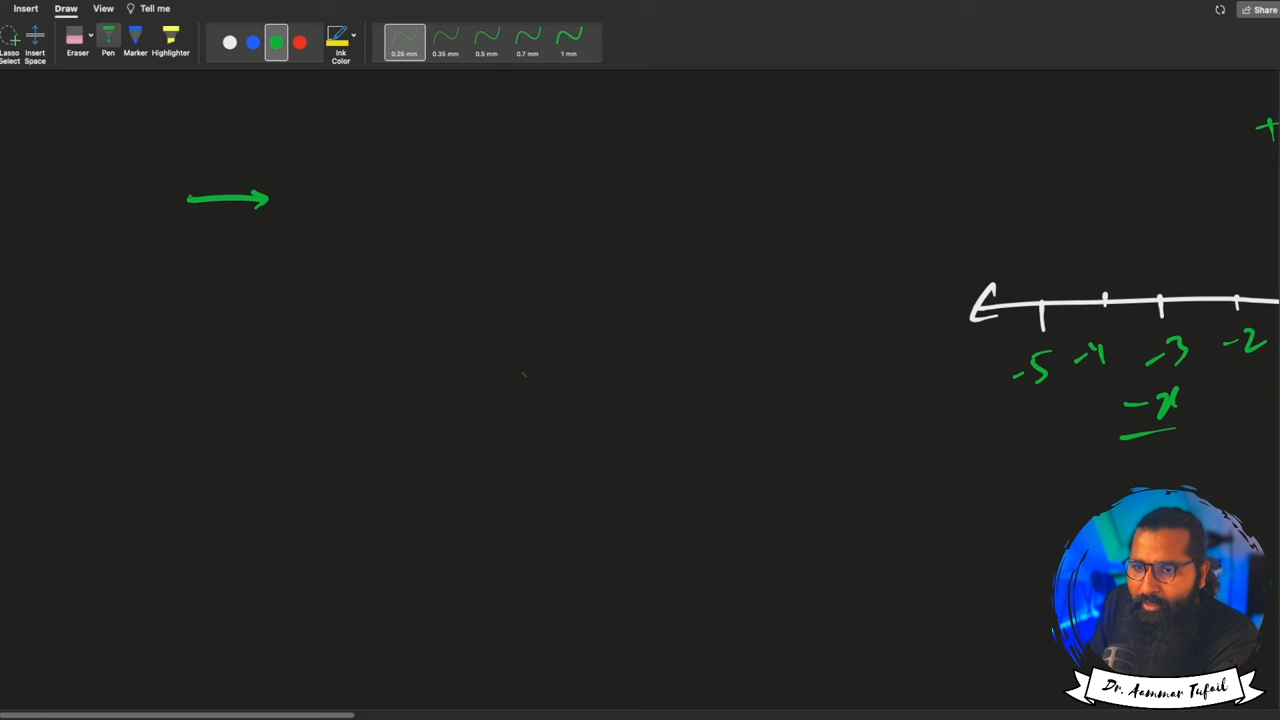 Insert Draw View Tell me
Share
Lasso Select
Insert Space
Eraser
Pen
Marker
Highlighter
Ink Color
0.25 mm
0.35 mm
0.5 mm
0.7 mm
1 mm
+
-5 -4 -3 -2
-x
Dr. Aammar Tufail